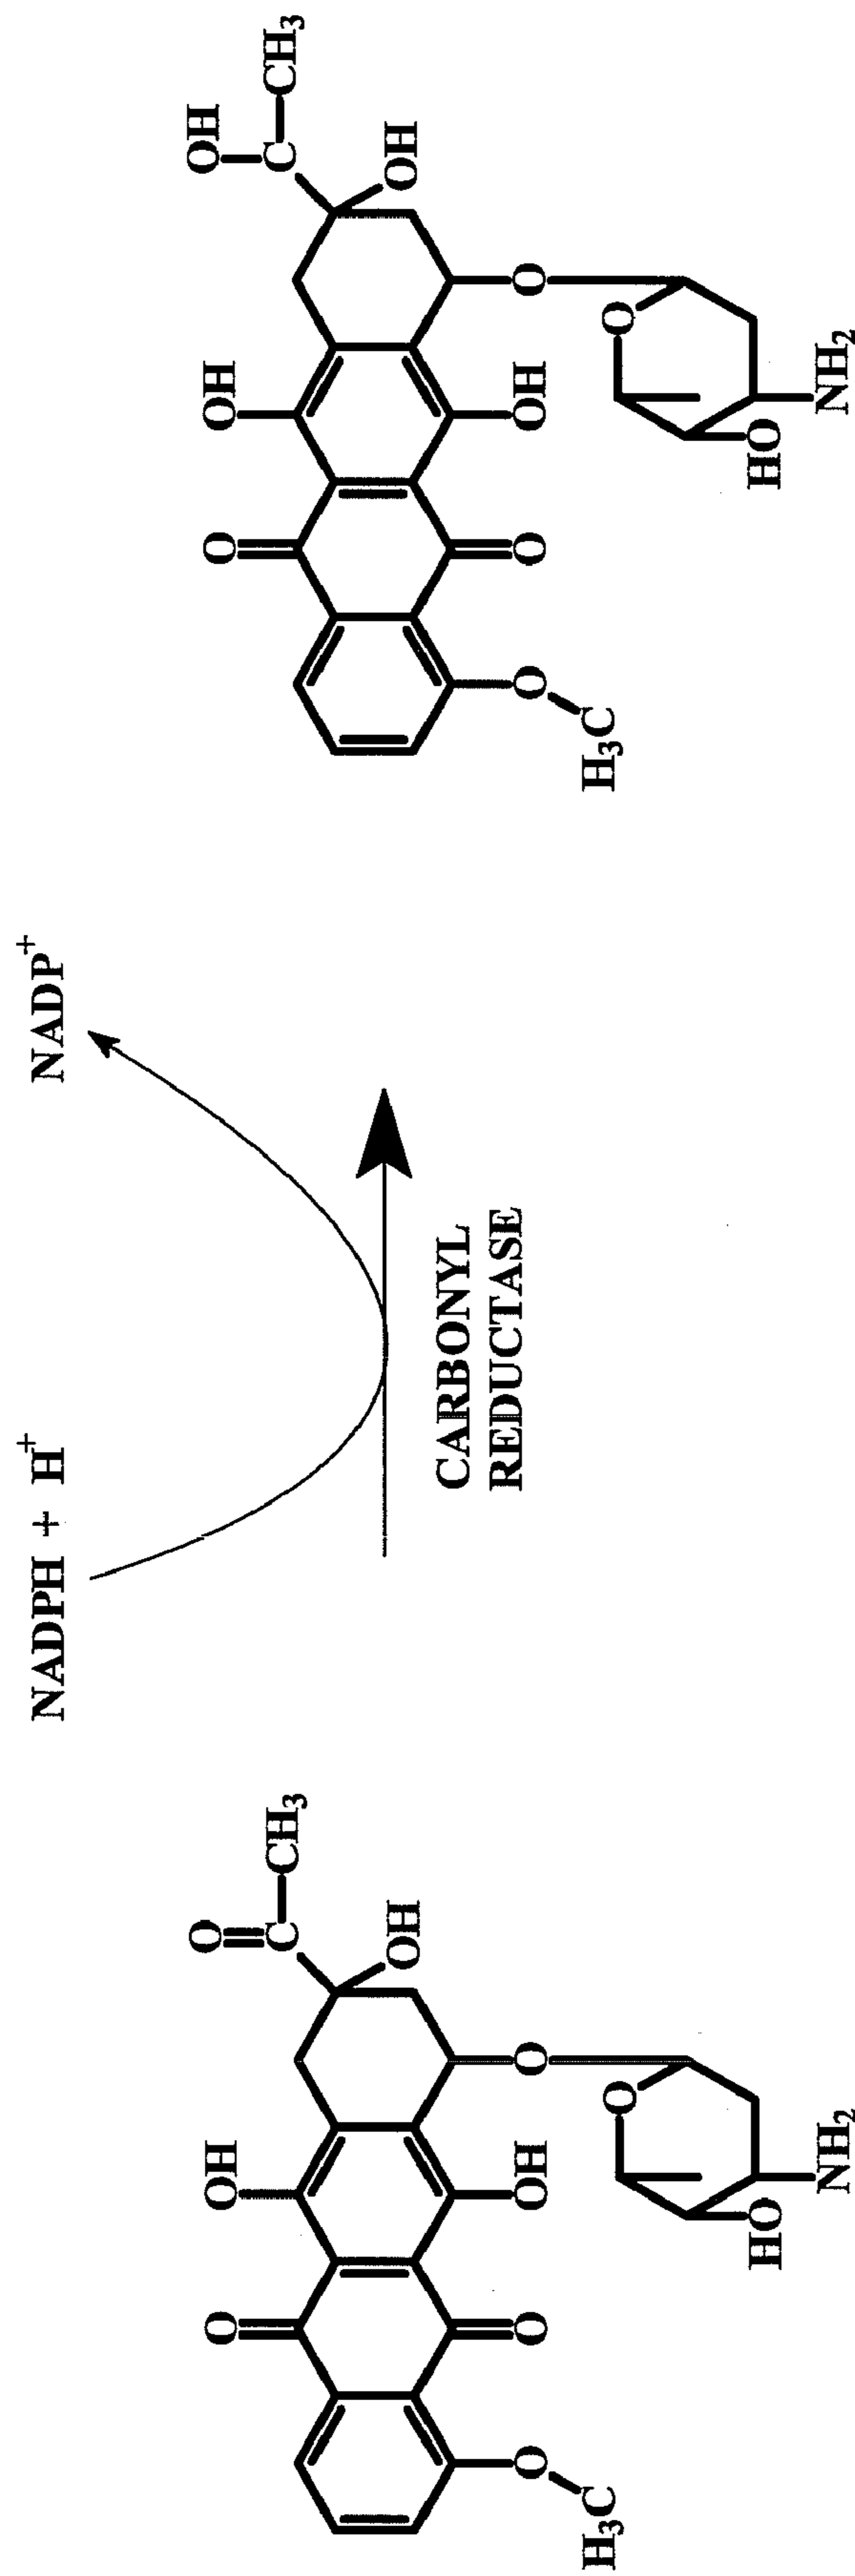 NADPH + H+
NADP+
CARBONYL
REDUCTASE
O
C
CH3
OH
O
OH
O
OH
O
O
O
H3C
HO
NH2
OH
C
CH3
OH
O
OH
O
OH
O
O
O
H3C
HO
NH2